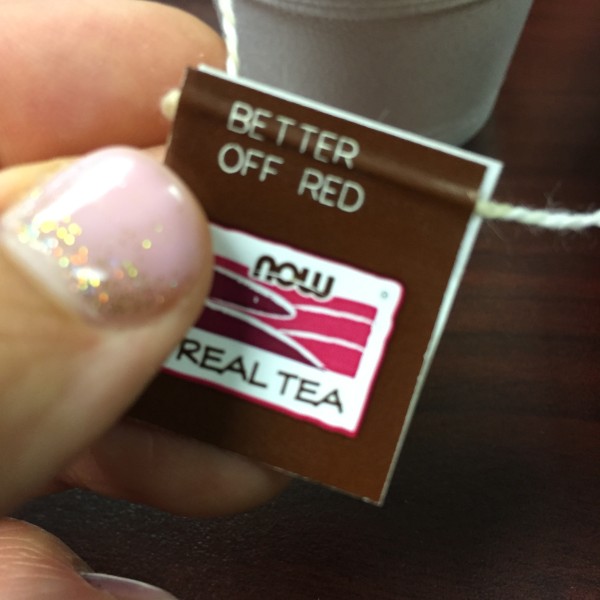 BETTER
OFF RED
now
REAL TEA